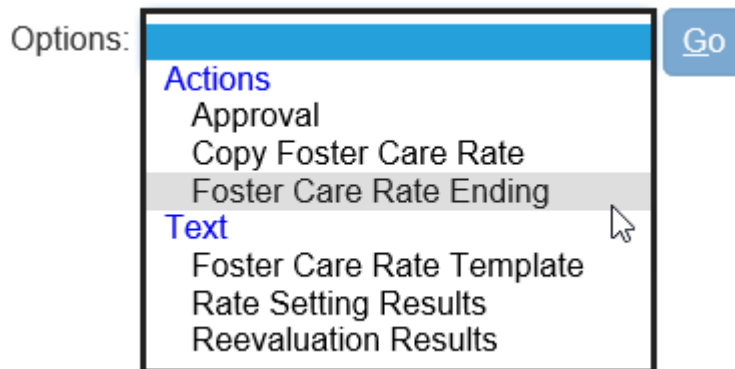 Options: Go
Actions
Approval
Copy Foster Care Rate
Foster Care Rate Ending
Text
Foster Care Rate Template
Rate Setting Results
Reevaluation Results